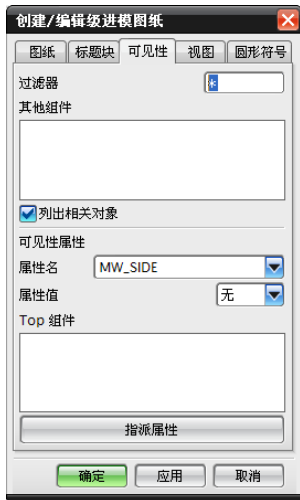 创建/编辑级进模图纸
图纸 标题块 可见性 视图 圆形符号
过滤器 *
其他组件
列出相关对象
可见性属性
属性名 MW_SIDE
属性值 无
Top 组件
指派属性
确定 应用 取消